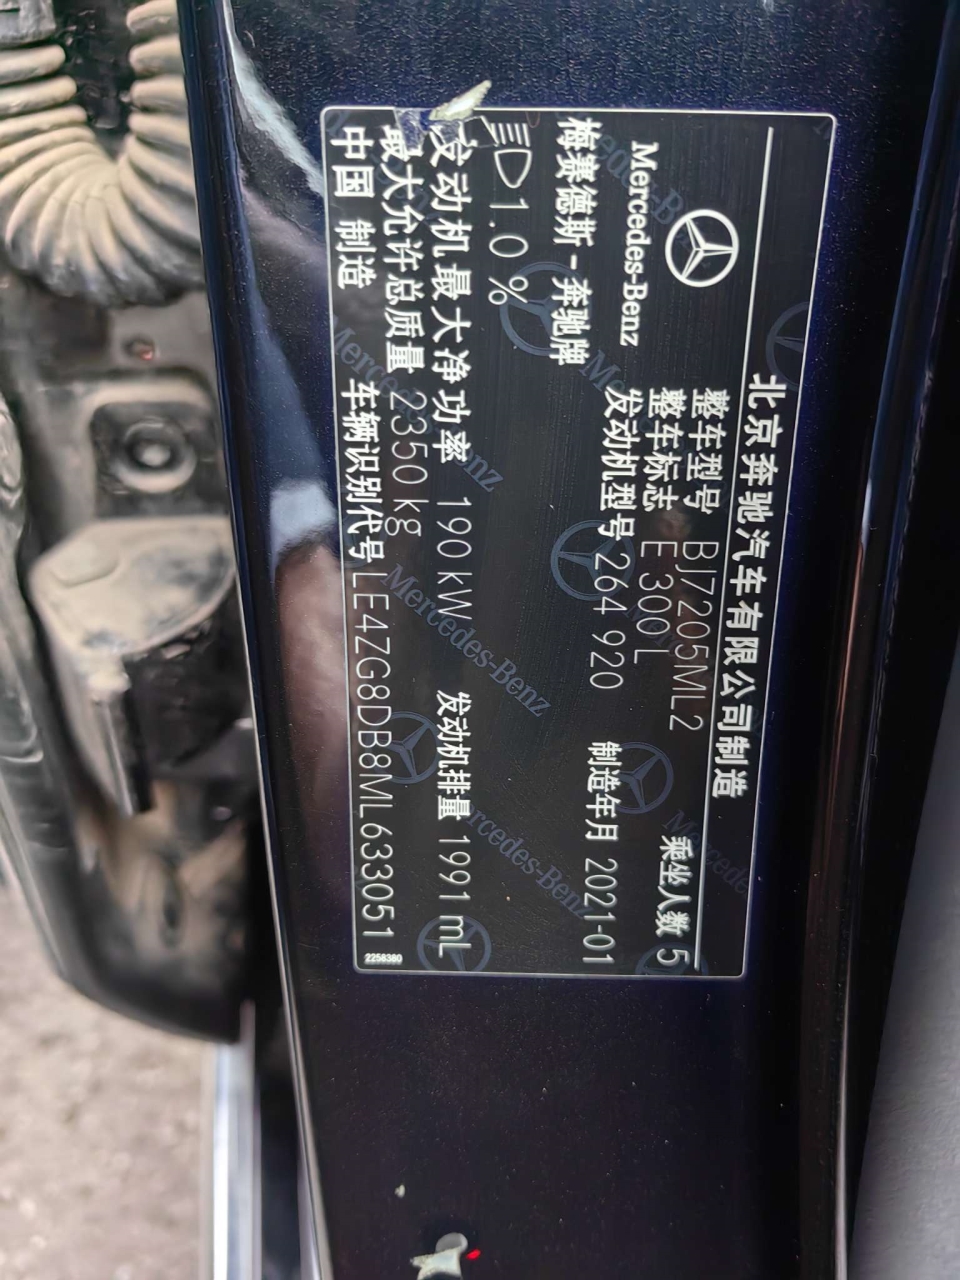 北京奔驰汽车有限公司制造
Mercedes-Benz
梅赛德斯-奔驰牌
整车型号 BJ7205ML2
整车标志 E 300 L
乘坐人数 5
发动机型号 264 920
制造年月 2021-01
1.0%
发动机最大净功率 190 kW
发动机排量 1991 mL
最大允许总质量 2350 kg
中国 制造
车辆识别代号 LE4ZG8DB8ML633051
2258380